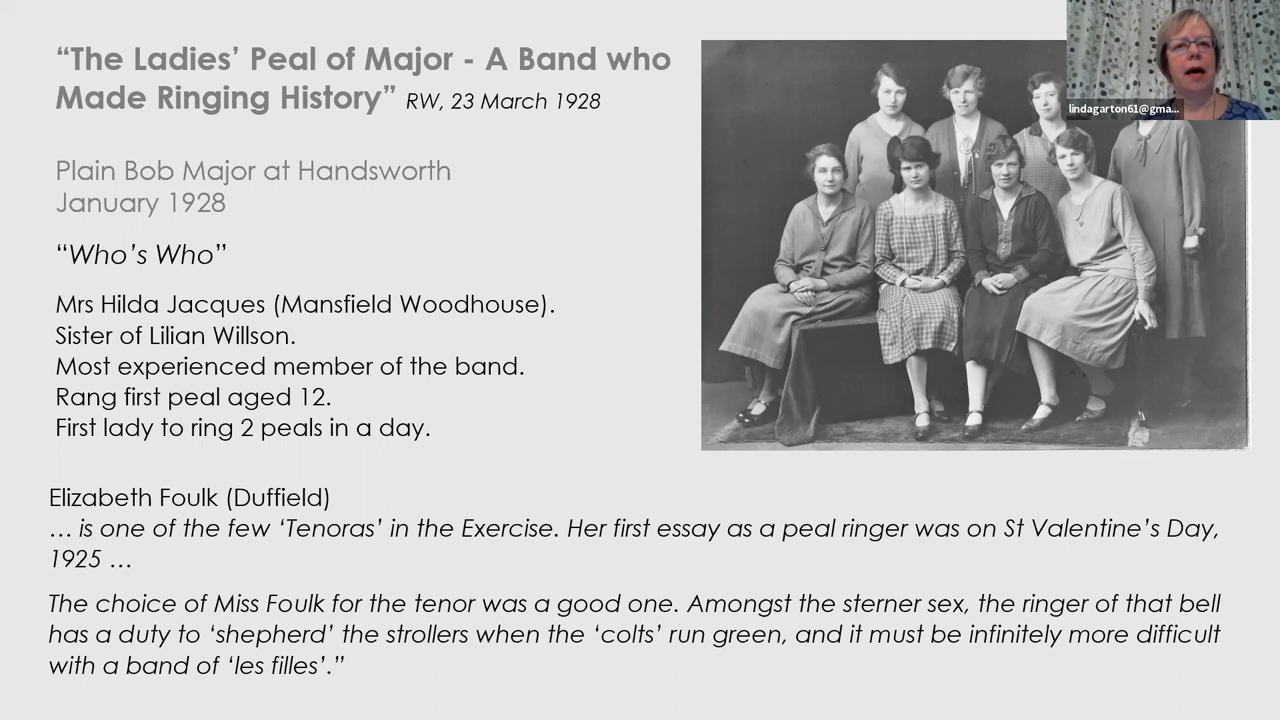 “The Ladies’ Peal of Major - A Band who
Made Ringing History” RW, 23 March 1928
Plain Bob Major at Handsworth
January 1928
“Who’s Who”
Mrs Hilda Jacques (Mansfield Woodhouse).
Sister of Lilian Willson.
Most experienced member of the band.
Rang first peal aged 12.
First lady to ring 2 peals in a day.
Elizabeth Foulk (Duffield)
… is one of the few ‘Tenoras’ in the Exercise. Her first essay as a peal ringer was on St Valentine’s Day,
1925 …
The choice of Miss Foulk for the tenor was a good one. Amongst the sterner sex, the ringer of that bell
has a duty to ‘shepherd’ the strollers when the ‘colts’ run green, and it must be infinitely more difficult
with a band of ‘les filles’.”
lindagarton61@gma...